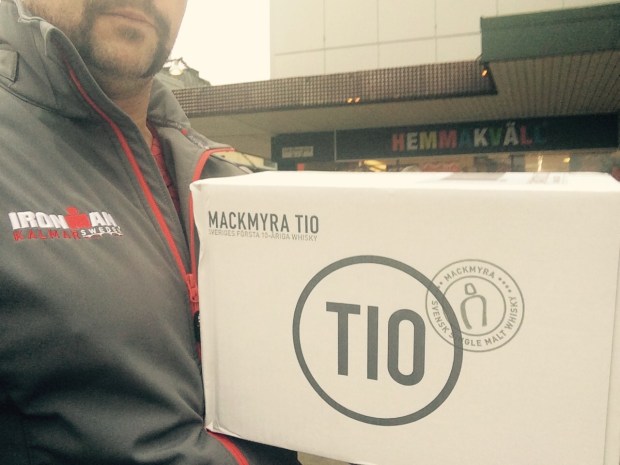 HEMMAKVÄLL
IRONMAN
KALMAR SWEDEN
MACKMYRA TIO
SVERIGES FÖRSTA 10-ÅRIGA WHISKY
TIO
MACKMYRA
SVENSK SINGLE MALT WHISKY